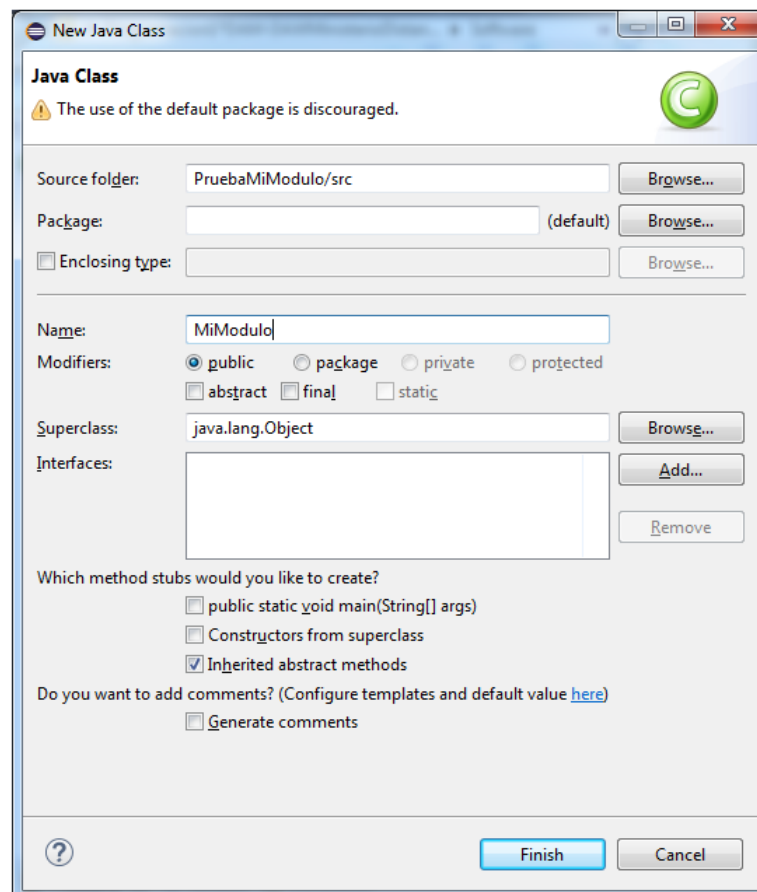 New Java Class
Java Class
The use of the default package is discouraged.
Source folder: PruebaMiModulo/src Browse...
Package: (default) Browse...
Enclosing type: Browse...
Name: MiModulo
Modifiers: public package private protected
abstract final static
Superclass: java.lang.Object Browse...
Interfaces: Add...
Remove
Which method stubs would you like to create?
public static void main(String[] args)
Constructors from superclass
Inherited abstract methods
Do you want to add comments? (Configure templates and default value here)
Generate comments
? Finish Cancel